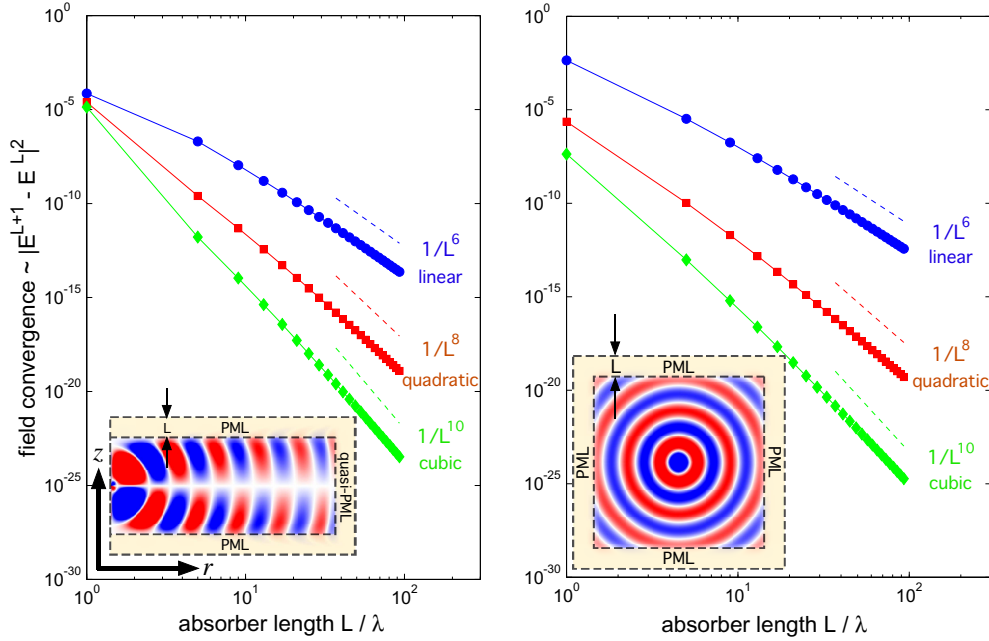 field convergence ~ |E^{L+1} - E^{L}|^2
10^0
10^-5
10^-10
10^-15
10^-20
10^-25
10^-30
1/L^6
linear
1/L^8
quadratic
1/L^10
cubic
L
PML
z
quasi-PML
PML
r
10^0
10^1
10^2
absorber length L / λ
10^0
10^-5
10^-10
10^-15
10^-20
10^-25
10^-30
1/L^6
linear
1/L^8
quadratic
1/L^10
cubic
L
PML
PML
PML
PML
10^0
10^1
10^2
absorber length L / λ